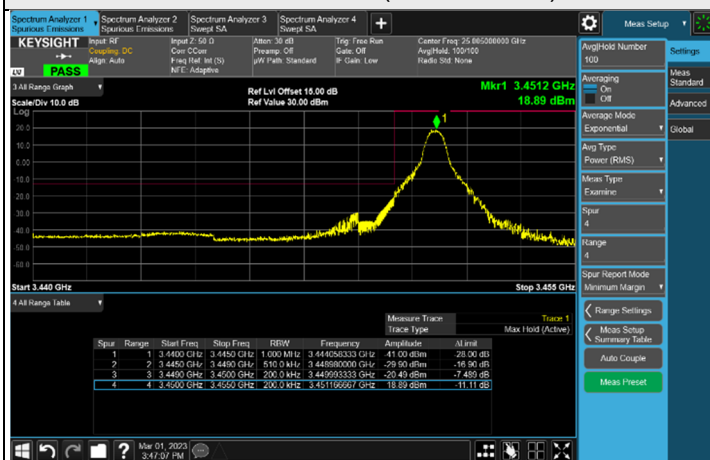 Spectrum Analyzer 1
Spurious Emissions
Spectrum Analyzer 2
Spurious Emissions
Spectrum Analyzer 3
Swept SA
Spectrum Analyzer 4
Swept SA
Meas Setup
KEYSIGHT
Input: RF
Coupling: DC
Align: Auto
Input Z: 50 Ω
Corr CCorr
Freq Ref: Int (S)
NFE: Adaptive
Atten: 30 dB
Preamp: Off
µW Path: Standard
Trig: Free Run
Gate: Off
IF Gain: Low
Center Freq: 25.005000000 GHz
Avg|Hold: 100/100
Radio Std: None
PASS
3 All Range Graph
Scale/Div 10.0 dB
Ref Lvl Offset 15.00 dB
Ref Value 30.00 dBm
Mkr1 3.4512 GHz
18.89 dBm
Log
20.0
10.0
0.00
10.0
20.0
30.0
40.0
50.0
60.0
1
Start 3.440 GHz
Stop 3.455 GHz
4 All Range Table
Measure Trace Trace 1
Trace Type Max Hold (Active)
Spur Range Start Freq Stop Freq RBW Frequency Amplitude ΔLimit
1 1 3.4400 GHz 3.4450 GHz 1.000 MHz 3.444058333 GHz -41.00 dBm -28.00 dB
2 2 3.4450 GHz 3.4490 GHz 510.0 kHz 3.448980000 GHz -29.90 dBm -16.90 dB
3 3 3.4490 GHz 3.4500 GHz 200.0 kHz 3.449993333 GHz -20.49 dBm -7.489 dB
4 4 3.4500 GHz 3.4550 GHz 200.0 kHz 3.451166667 GHz 18.89 dBm -11.11 dB
Avg|Hold Number
100
Averaging
On
Off
Average Mode
Exponential
Avg Type
Power (RMS)
Meas Type
Examine
Spur
4
Range
4
Spur Report Mode
Minimum Margin
Range Settings
Meas Setup
Summary Table
Auto Couple
Meas Preset
Settings
Meas
Standard
Advanced
Global
Mar 01, 2023
3:47:07 PM